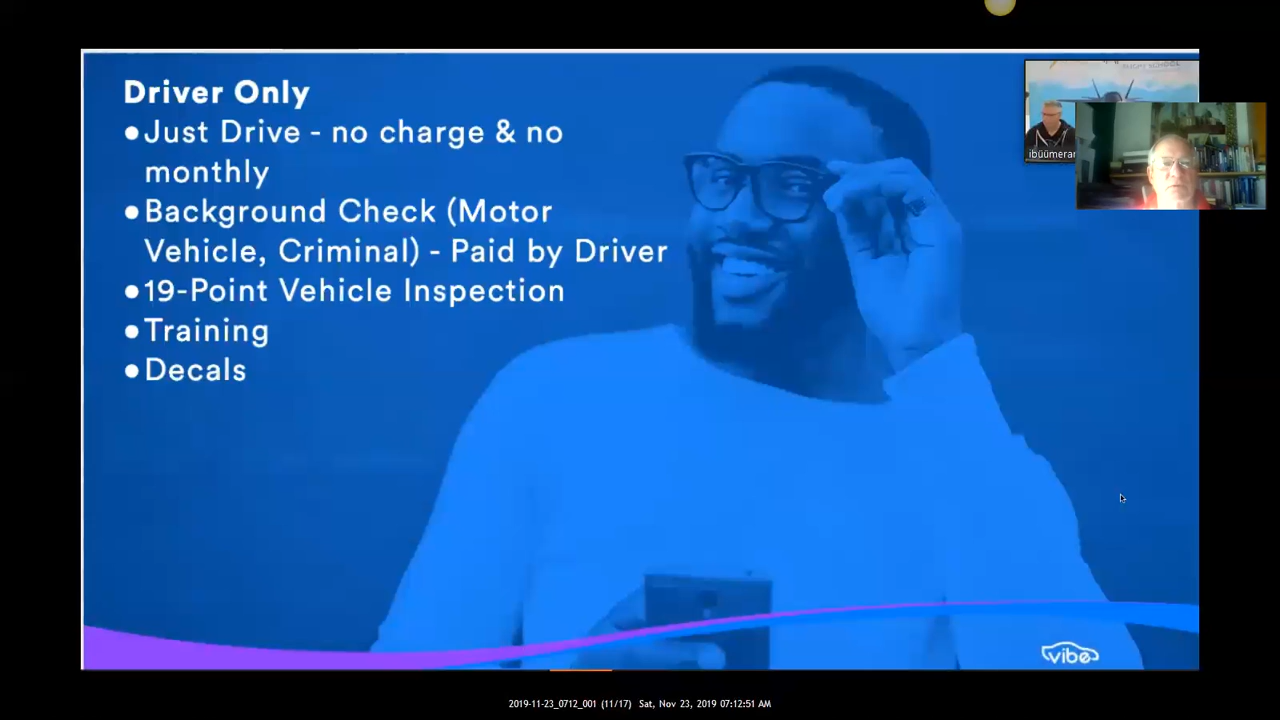 Driver Only
●Just Drive - no charge & no
monthly
●Background Check (Motor
Vehicle, Criminal) - Paid by Driver
●19-Point Vehicle Inspection
●Training
●Decals
ibüümerar
vibe
2019-11-23_0712_001 (11/17) Sat, Nov 23, 2019 07:12:51 AM